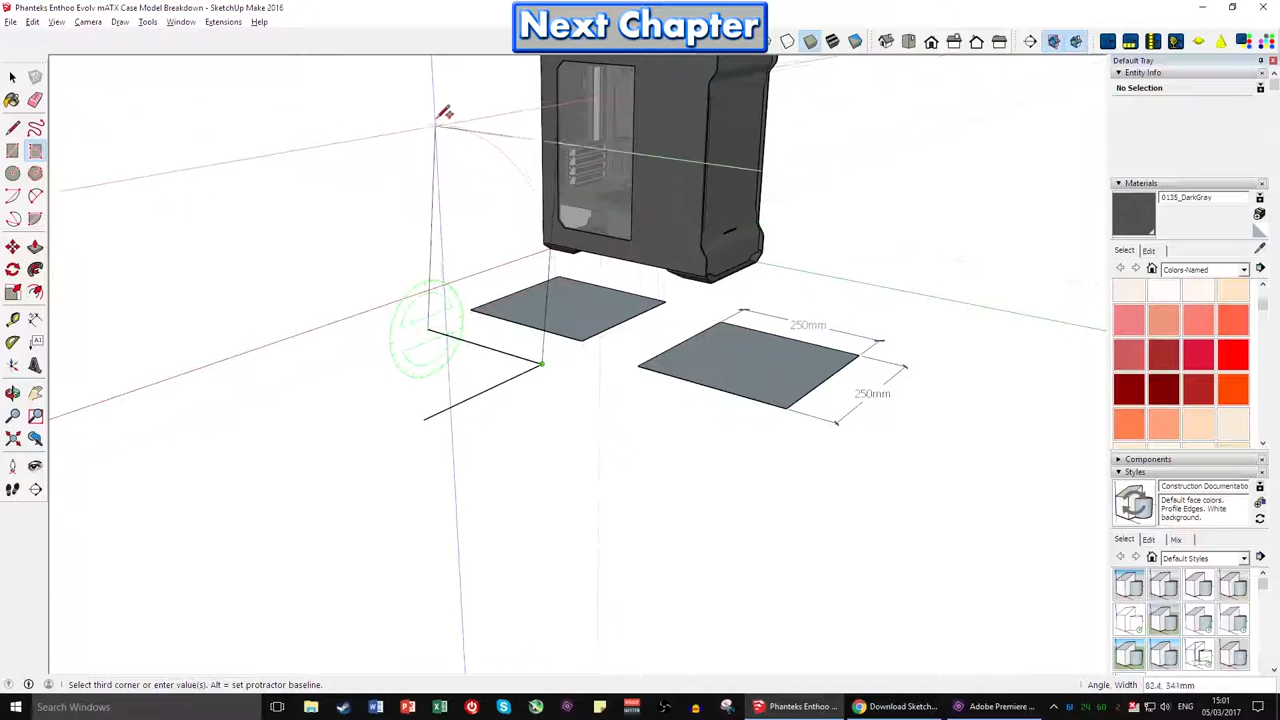 Phanteks Enthoo Evolv mATX Case Model Breakdown - SketchUp Make 2016
Next Chapter
File Edit View Camera Draw Tools Window Extensions Help
Default Tray
Entity Info
No Selection
Materials
0135_DarkGray
Select Edit
Colors-Named
250mm
250mm
Components
Styles
Construction Documentatio
Default face colors.
Profile Edges. White
background.
Select Edit Mix
Default Styles
Select third corner or enter value(s). Alt = set protractor baseline.
Angle, Width
Search Windows
Phanteks Enthoo ...
Download Sketch...
Adobe Premiere ...
15:01
05/03/2017